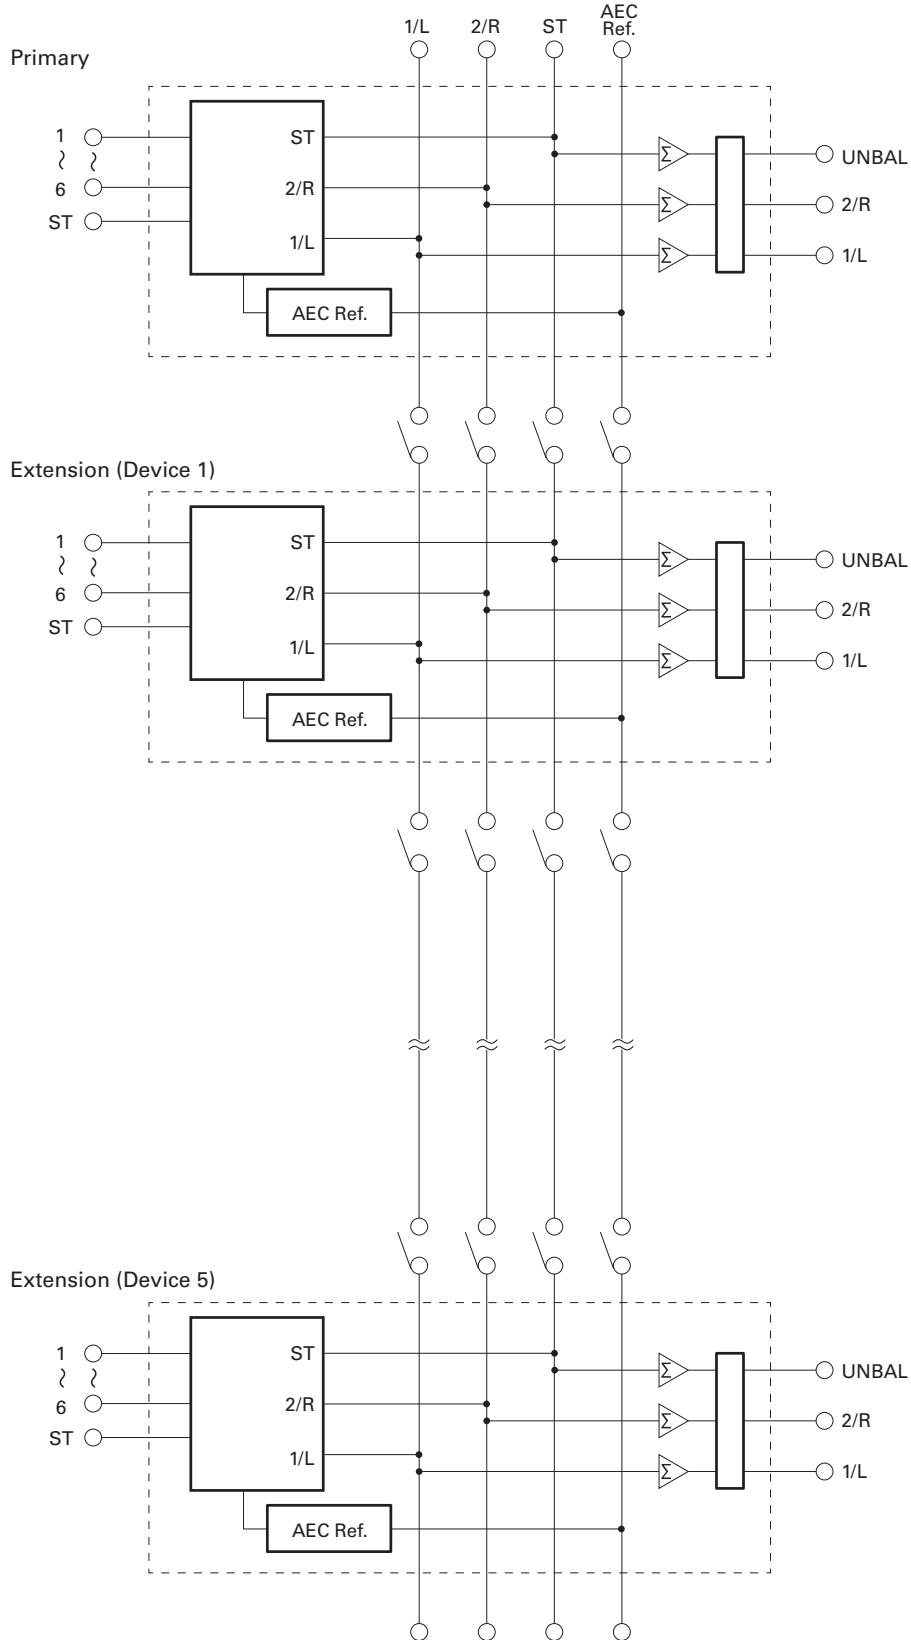 1/L 2/R ST AEC
Ref.
Primary
1
6
ST
ST
2/R
1/L
AEC Ref.
Σ
Σ
Σ
UNBAL
2/R
1/L
Extension (Device 1)
1
6
ST
ST
2/R
1/L
AEC Ref.
Σ
Σ
Σ
UNBAL
2/R
1/L
Extension (Device 5)
1
6
ST
ST
2/R
1/L
AEC Ref.
Σ
Σ
Σ
UNBAL
2/R
1/L